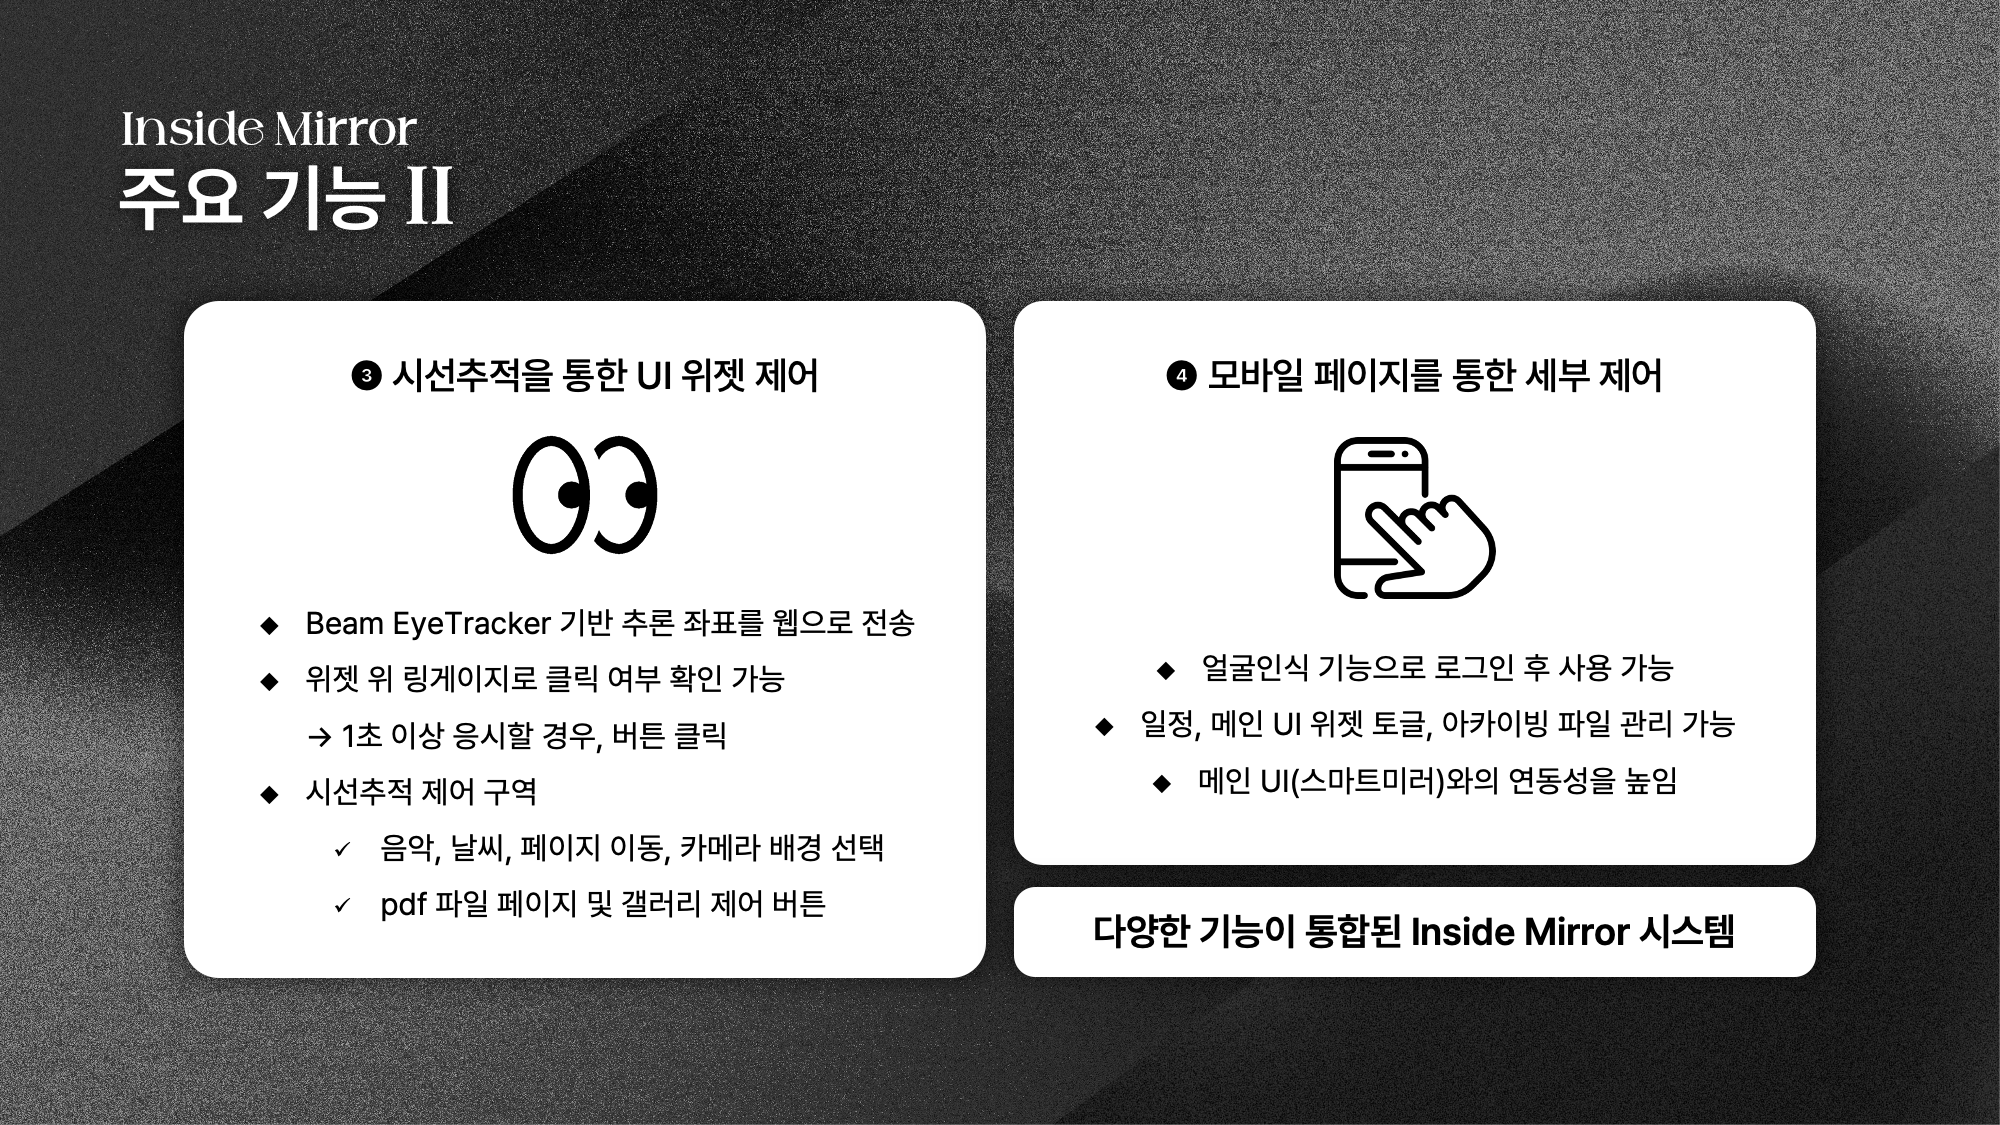 Inside Mirror
주요 기능 II
❸ 시선추적을 통한 UI 위젯 제어
◆ Beam EyeTracker 기반 추론 좌표를 웹으로 전송
◆ 위젯 위 링게이지로 클릭 여부 확인 가능
→ 1초 이상 응시할 경우, 버튼 클릭
◆ 시선추적 제어 구역
✓ 음악, 날씨, 페이지 이동, 카메라 배경 선택
✓ pdf 파일 페이지 및 갤러리 제어 버튼
❹ 모바일 페이지를 통한 세부 제어
◆ 얼굴인식 기능으로 로그인 후 사용 가능
◆ 일정, 메인 UI 위젯 토글, 아카이빙 파일 관리 가능
◆ 메인 UI(스마트미러)와의 연동성을 높임
다양한 기능이 통합된 Inside Mirror 시스템